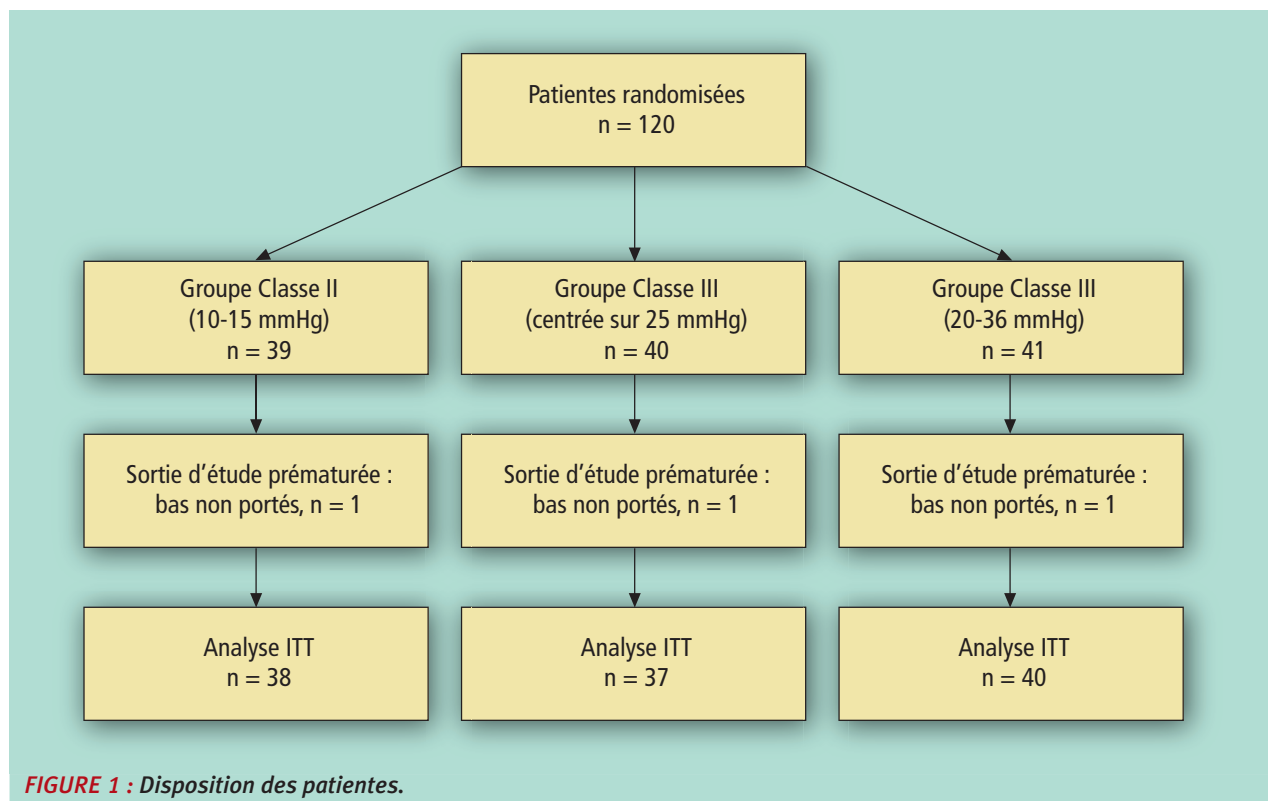 Patientes randomisées
n = 120
Groupe Classe II
(10-15 mmHg)
n = 39
Groupe Classe III
(centrée sur 25 mmHg)
n = 40
Groupe Classe III
(20-36 mmHg)
n = 41
Sortie d'étude prématurée :
bas non portés, n = 1
Sortie d'étude prématurée :
bas non portés, n = 1
Sortie d'étude prématurée :
bas non portés, n = 1
Analyse ITT
n = 38
Analyse ITT
n = 37
Analyse ITT
n = 40
FIGURE 1 : Disposition des patientes.